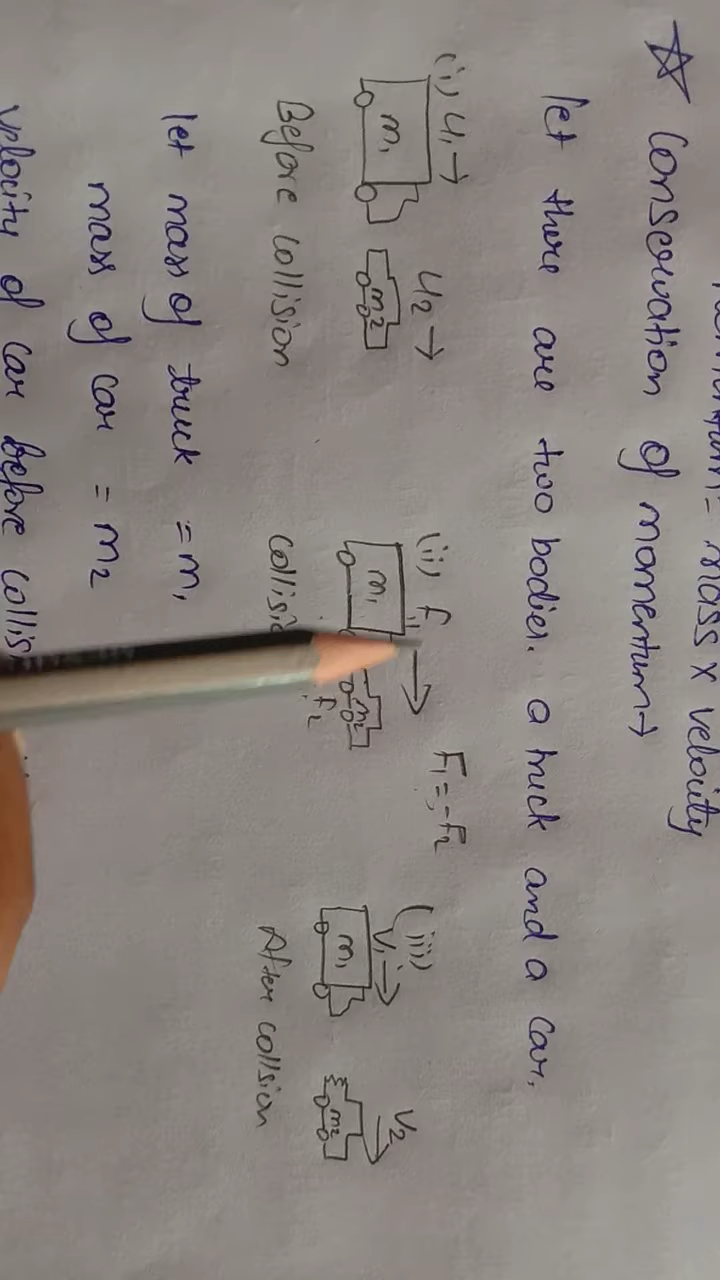 = mass x velocity
☆ Conservation of momentum→
let there are two bodies. a truck and a car.
(i) U₁→ U₂→ (ii) f₁ → F₁=-F₂ (iii) V₁→ V₂
m₁ m₂ m₁ m₂ f₂ m₁ m₂
Before collision After collsion
let mass of truck = m₁
mass of car = m₂
velocity of car before